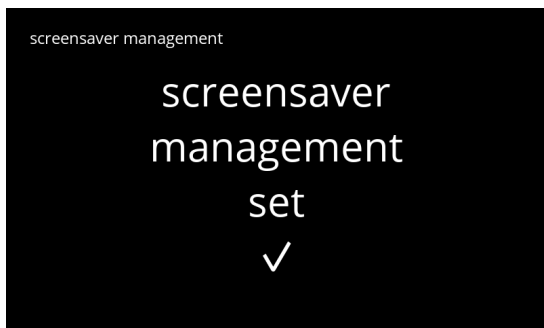 screensaver management
screensaver
management
set
✓